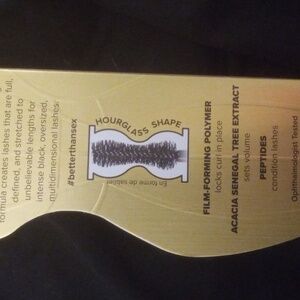 formula creates lashes that are full,
defined, and stretched to
unbelievable lengths for
intense black, oversized,
multidimensional lashes.
#betterthansex
HOURGLASS SHAPE
En forme de sablier
FILM-FORMING POLYMER
locks curl in place
ACACIA SENEGAL TREE EXTRACT
sets volume
PEPTIDES
condition lashes
Ophthalmologist Tested